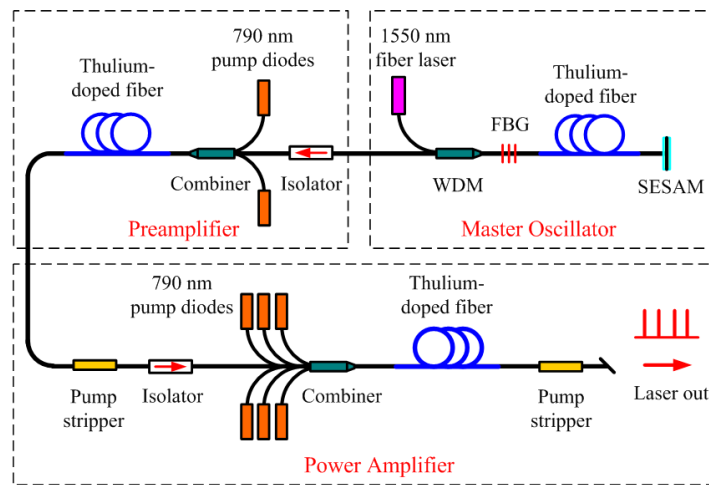 790 nm
pump diodes
1550 nm
fiber laser
Thulium-
doped fiber
Thulium-
doped fiber
FBG
Combiner
Isolator
WDM
SESAM
Preamplifier
Master Oscillator
790 nm
pump diodes
Thulium-
doped fiber
Pump
stripper
Isolator
Combiner
Pump
stripper
Laser out
Power Amplifier